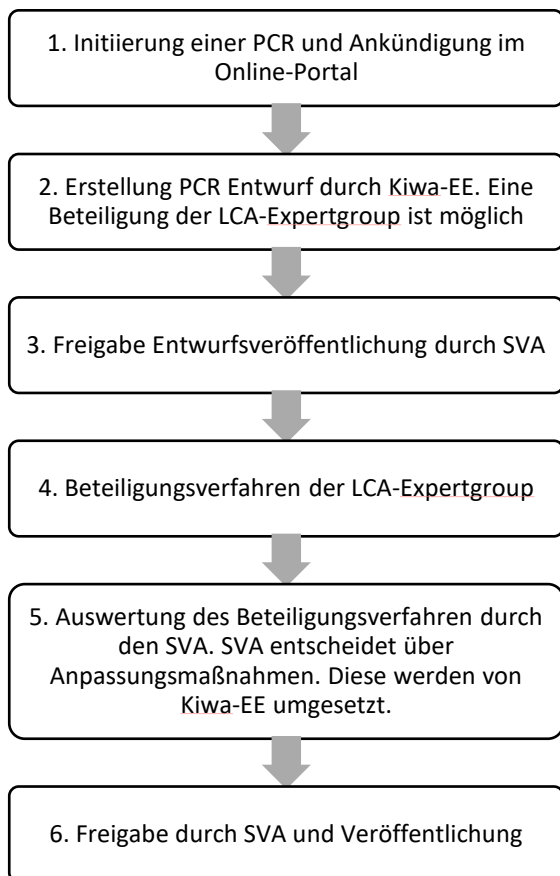 1. Initiierung einer PCR und Ankündigung im
Online-Portal
2. Erstellung PCR Entwurf durch Kiwa-EE. Eine
Beteiligung der LCA-Expertgroup ist möglich
3. Freigabe Entwurfsveröffentlichung durch SVA
4. Beteiligungsverfahren der LCA-Expertgroup
5. Auswertung des Beteiligungsverfahren durch
den SVA. SVA entscheidet über
Anpassungsmaßnahmen. Diese werden von
Kiwa-EE umgesetzt.
6. Freigabe durch SVA und Veröffentlichung